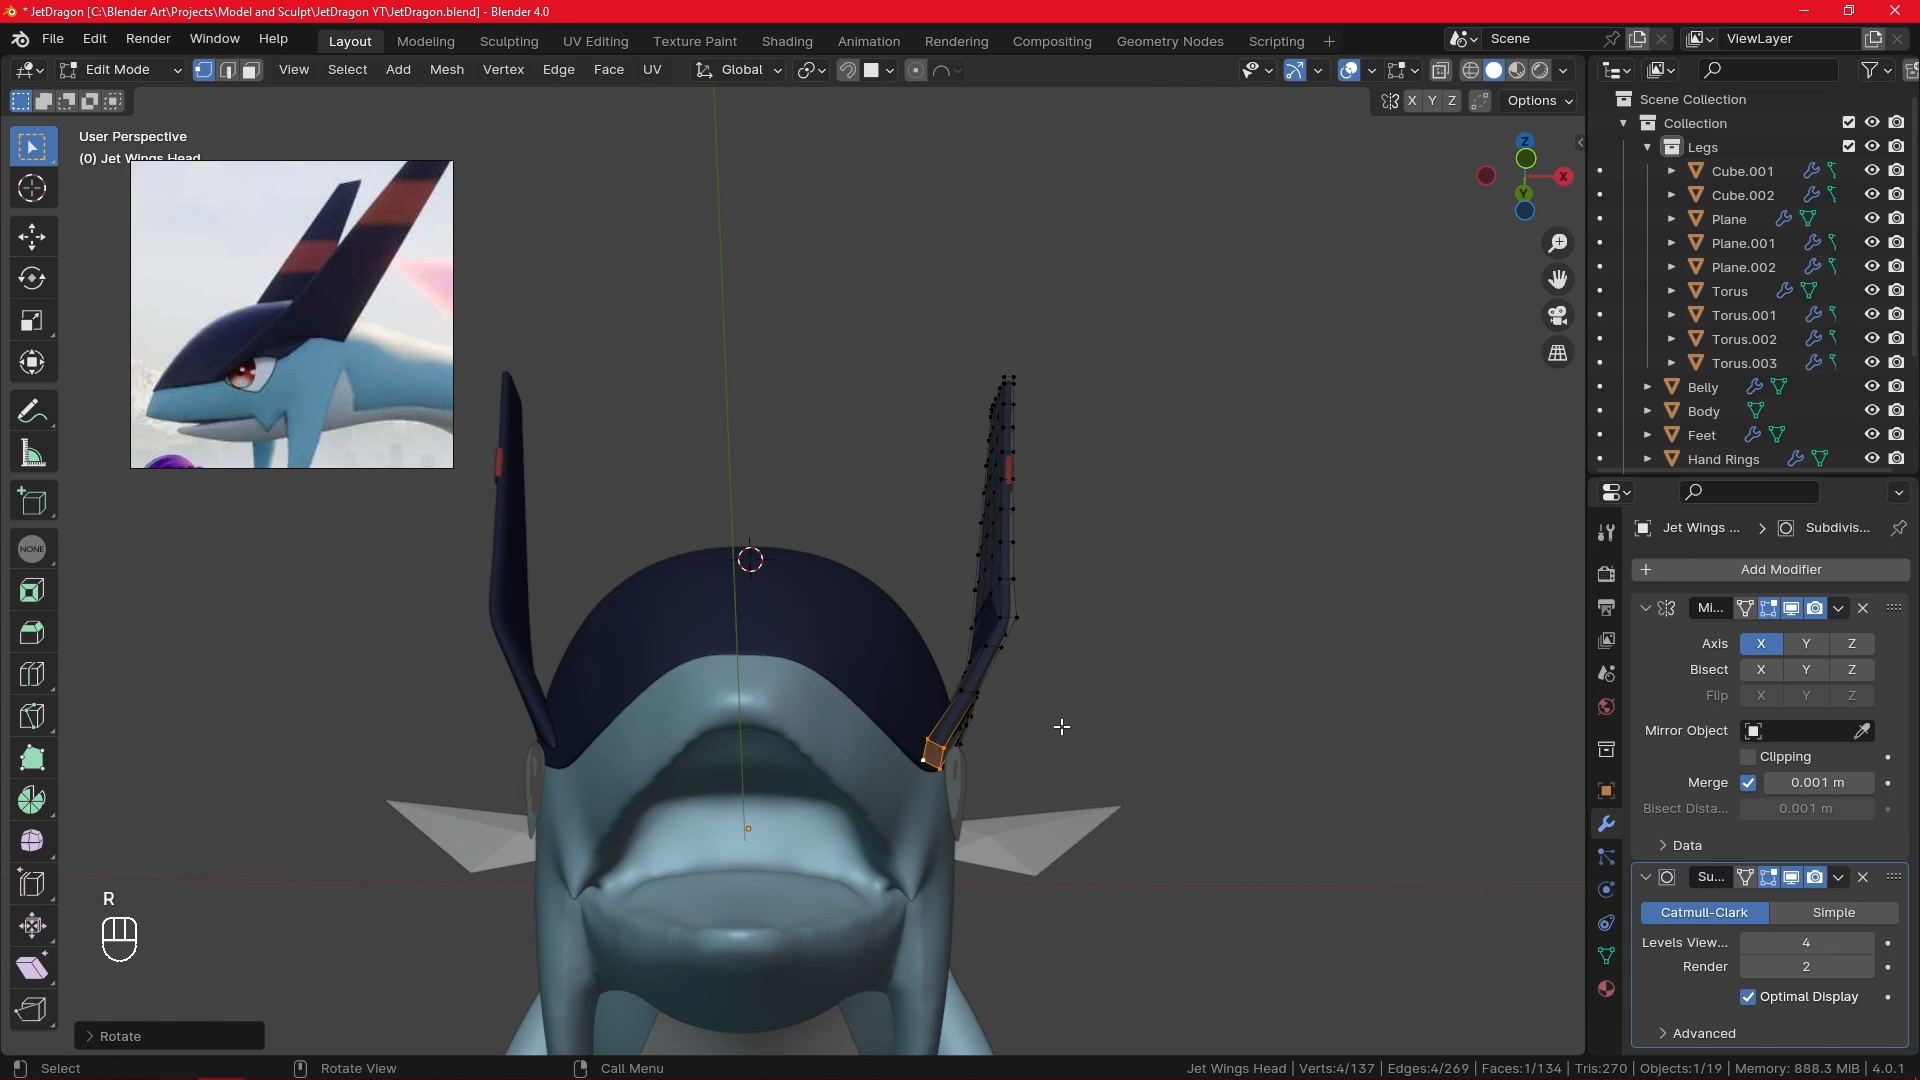 * JetDragon [C:\Blender Art\Projects\Model and Sculpt\JetDragon YT\JetDragon.blend] - Blender 4.0
File Edit Render Window Help Layout Modeling Sculpting UV Editing Texture Paint Shading Animation Rendering Compositing Geometry Nodes Scripting + Scene ViewLayer
Edit Mode View Select Add Mesh Vertex Edge Face UV Global
X Y Z Options
User Perspective
(0) Jet Wings Head
Z
X
Y
NONE
R
Rotate
Scene Collection
Collection
Legs
Cube.001
Cube.002
Plane
Plane.001
Plane.002
Torus
Torus.001
Torus.002
Torus.003
Belly
Body
Feet
Hand Rings
Jet Wings ... Subdivis...
+ Add Modifier
Mi...
Axis X Y Z
Bisect X Y Z
Flip X Y Z
Mirror Object
Clipping
Merge 0.001 m
Bisect Dista... 0.001 m
Data
Su...
Catmull-Clark Simple
Levels View... 4
Render 2
Optimal Display
Advanced
Select Rotate View Call Menu Jet Wings Head | Verts:4/137 | Edges:4/269 | Faces:1/134 | Tris:270 | Objects:1/19 | Memory: 888.3 MiB | 4.0.1